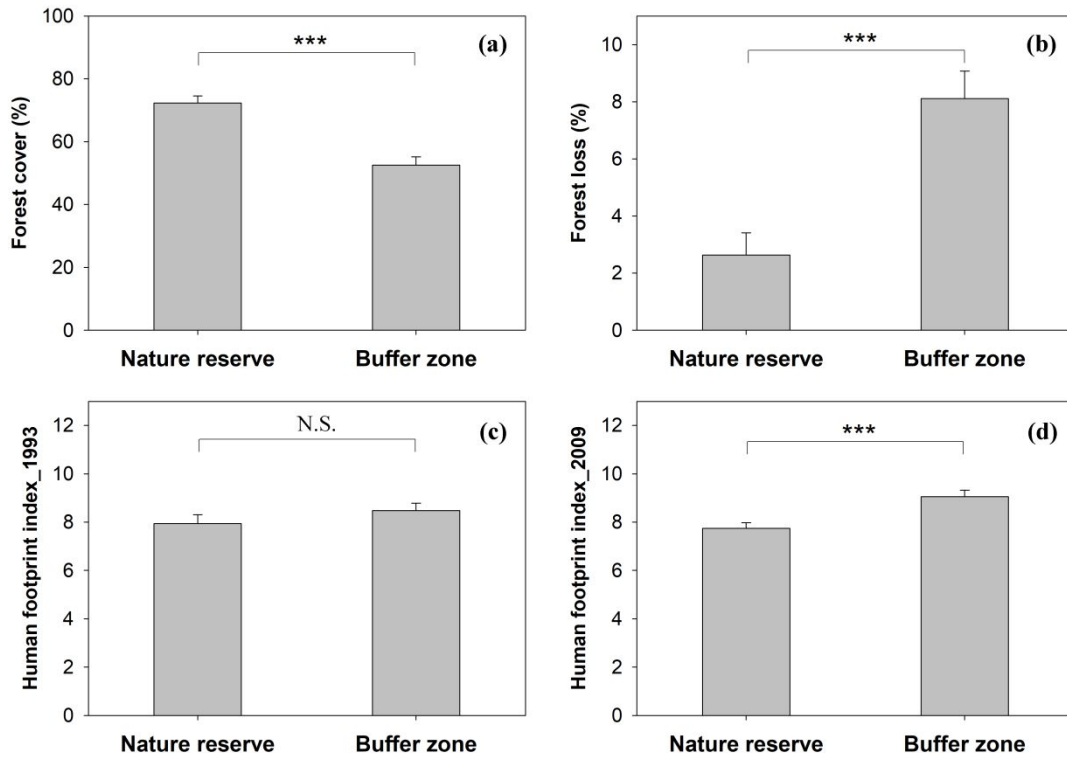 Forest cover (%)
100
80
60
40
20
0
***
(a)
Nature reserve
Buffer zone
Forest loss (%)
10
8
6
4
2
0
***
(b)
Nature reserve
Buffer zone
Human footprint index_1993
12
10
8
6
4
2
0
N.S.
(c)
Nature reserve
Buffer zone
Human footprint index_2009
12
10
8
6
4
2
0
***
(d)
Nature reserve
Buffer zone